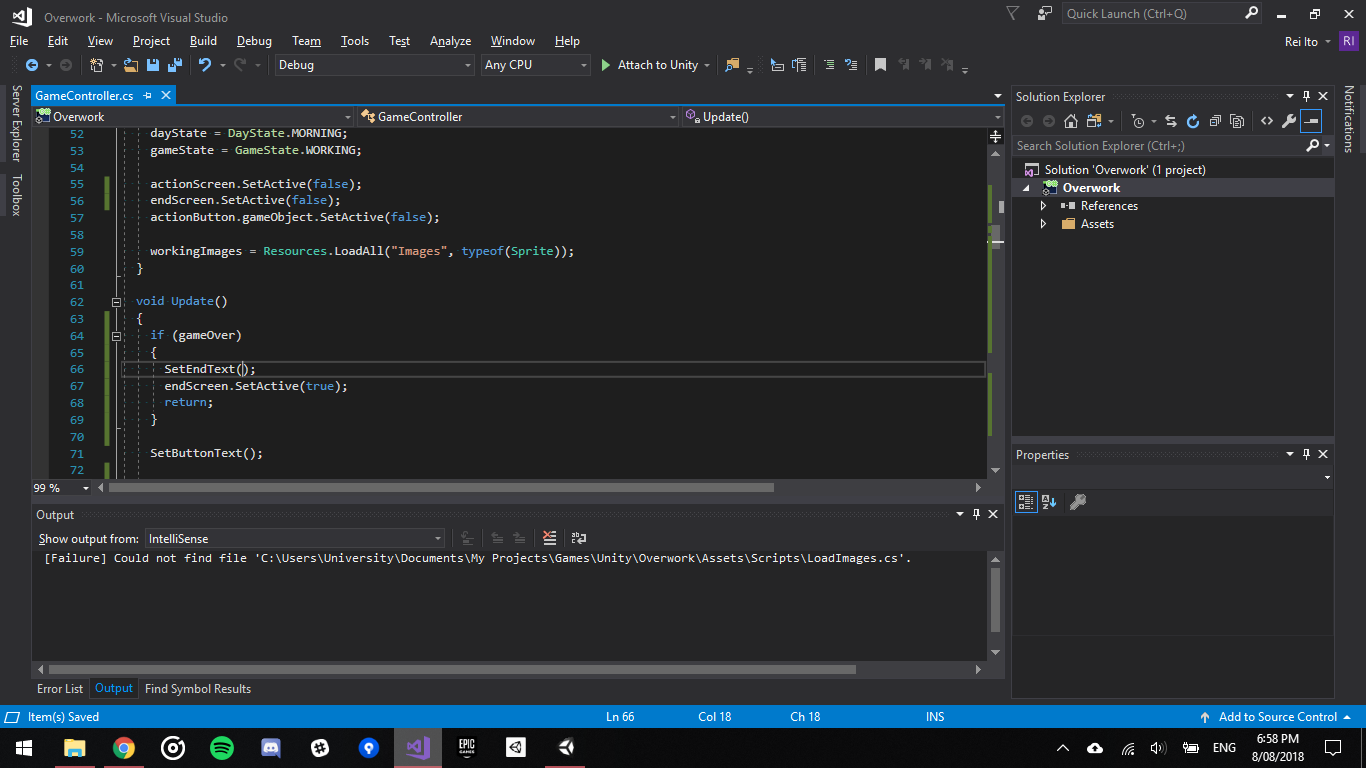 Overwork - Microsoft Visual Studio
Quick Launch (Ctrl+Q)
File Edit View Project Build Debug Team Tools Test Analyze Window Help
Rei Ito RI
Debug Any CPU Attach to Unity
Server Explorer
Toolbox
GameController.cs
Overwork GameController Update()
52 dayState = DayState.MORNING;
53 gameState = GameState.WORKING;
54
55 actionScreen.SetActive(false);
56 endScreen.SetActive(false);
57 actionButton.gameObject.SetActive(false);
58
59 workingImages = Resources.LoadAll("Images", typeof(Sprite));
60 }
61
62 void Update()
63 {
64 if (gameOver)
65 {
66 SetEndText();
67 endScreen.SetActive(true);
68 return;
69 }
70
71 SetButtonText();
72
99 %
Output
Show output from: IntelliSense
[Failure] Could not find file 'C:\Users\University\Documents\My Projects\Games\Unity\Overwork\Assets\Scripts\LoadImages.cs'.
Error List Output Find Symbol Results
Solution Explorer
Search Solution Explorer (Ctrl+;)
Solution 'Overwork' (1 project)
Overwork
References
Assets
Properties
Notifications
Item(s) Saved Ln 66 Col 18 Ch 18 INS Add to Source Control
EPIC GAMES
ENG
6:58 PM
8/08/2018